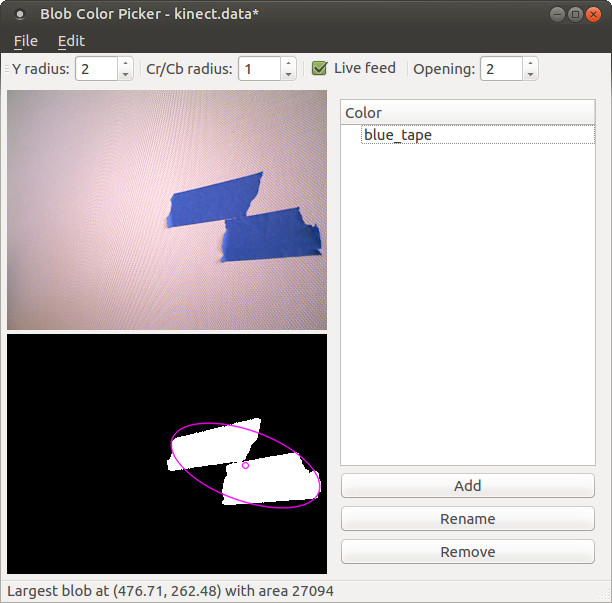 Blob Color Picker - kinect.data*
File Edit
Y radius: 2 Cr/Cb radius: 1 Live feed Opening: 2
Color
blue_tape
Add
Rename
Remove
Largest blob at (476.71, 262.48) with area 27094